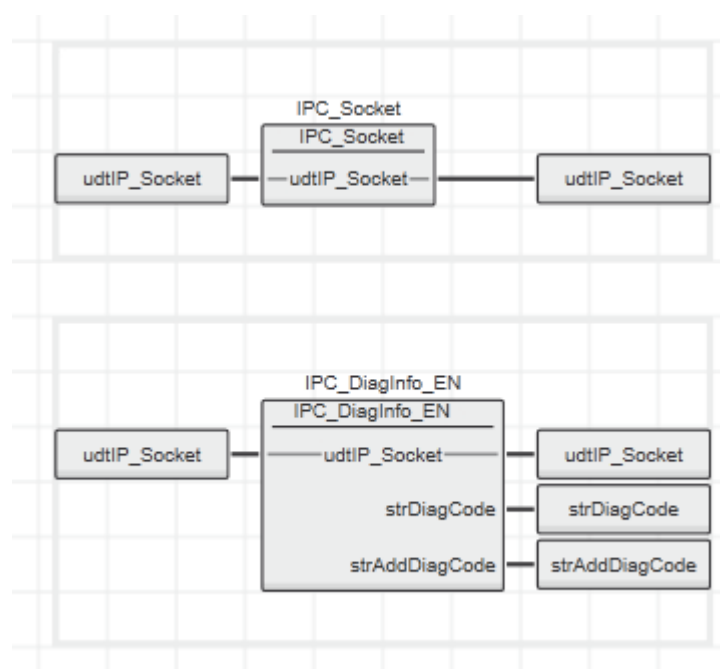 IPC_Socket
IPC_Socket
udtIP_Socket udtIP_Socket udtIP_Socket
IPC_DiagInfo_EN
IPC_DiagInfo_EN
udtIP_Socket udtIP_Socket udtIP_Socket
strDiagCode strDiagCode
strAddDiagCode strAddDiagCode